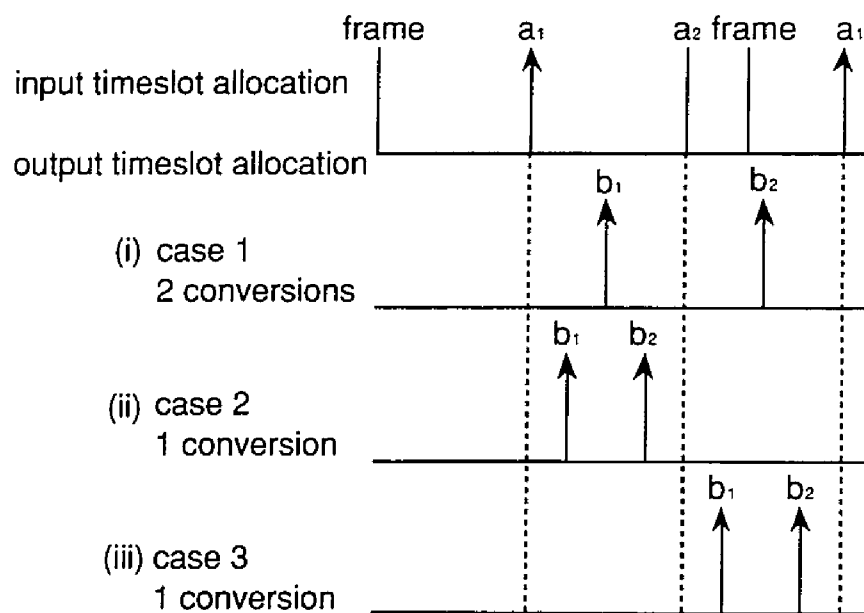 frame a₁ a₂ frame a₁
input timeslot allocation
output timeslot allocation
b₁ b₂
(i) case 1
2 conversions
b₁ b₂
(ii) case 2
1 conversion
b₁ b₂
(iii) case 3
1 conversion